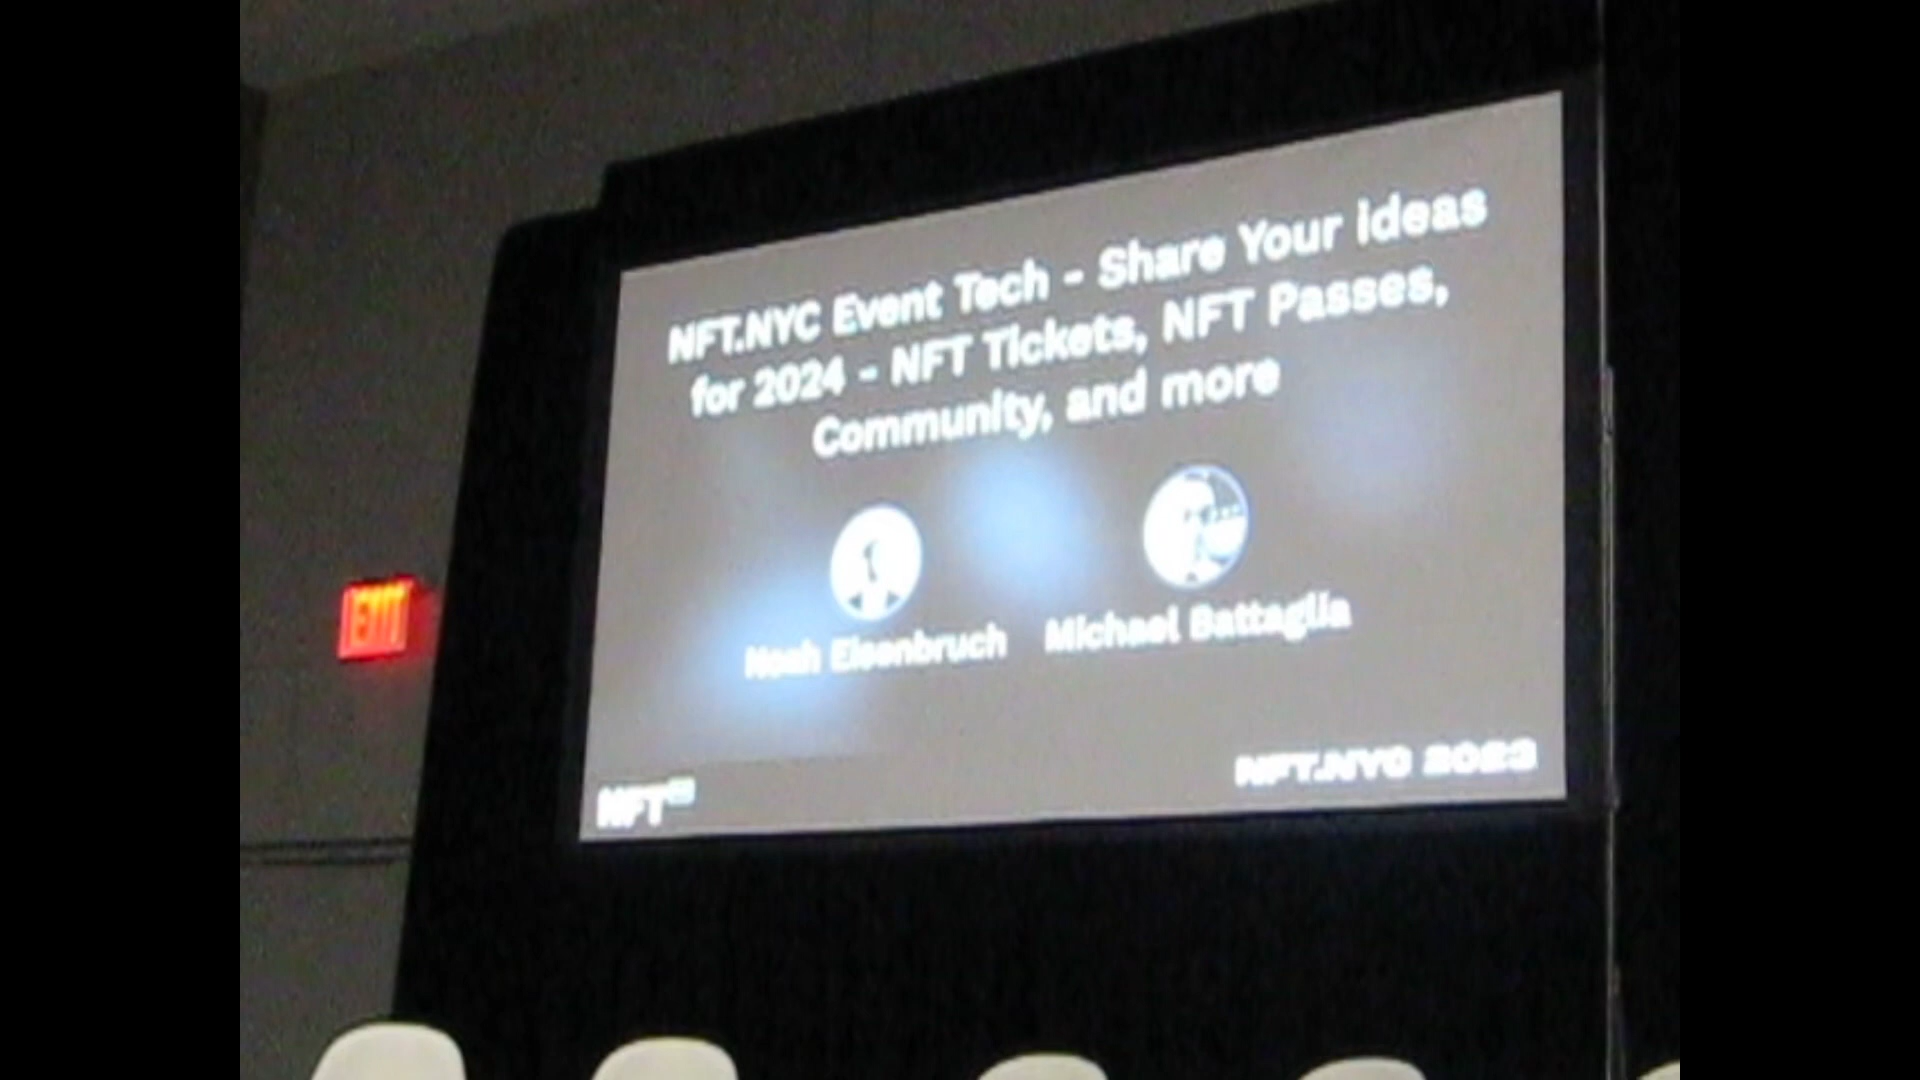 NFT.NYC Event Tech - Share Your ideas
for 2024 - NFT Tickets, NFT Passes,
Community, and more
Noah Eisenbruch
Michael Battaglia
NFT
NFT.NYC 2023
EXIT